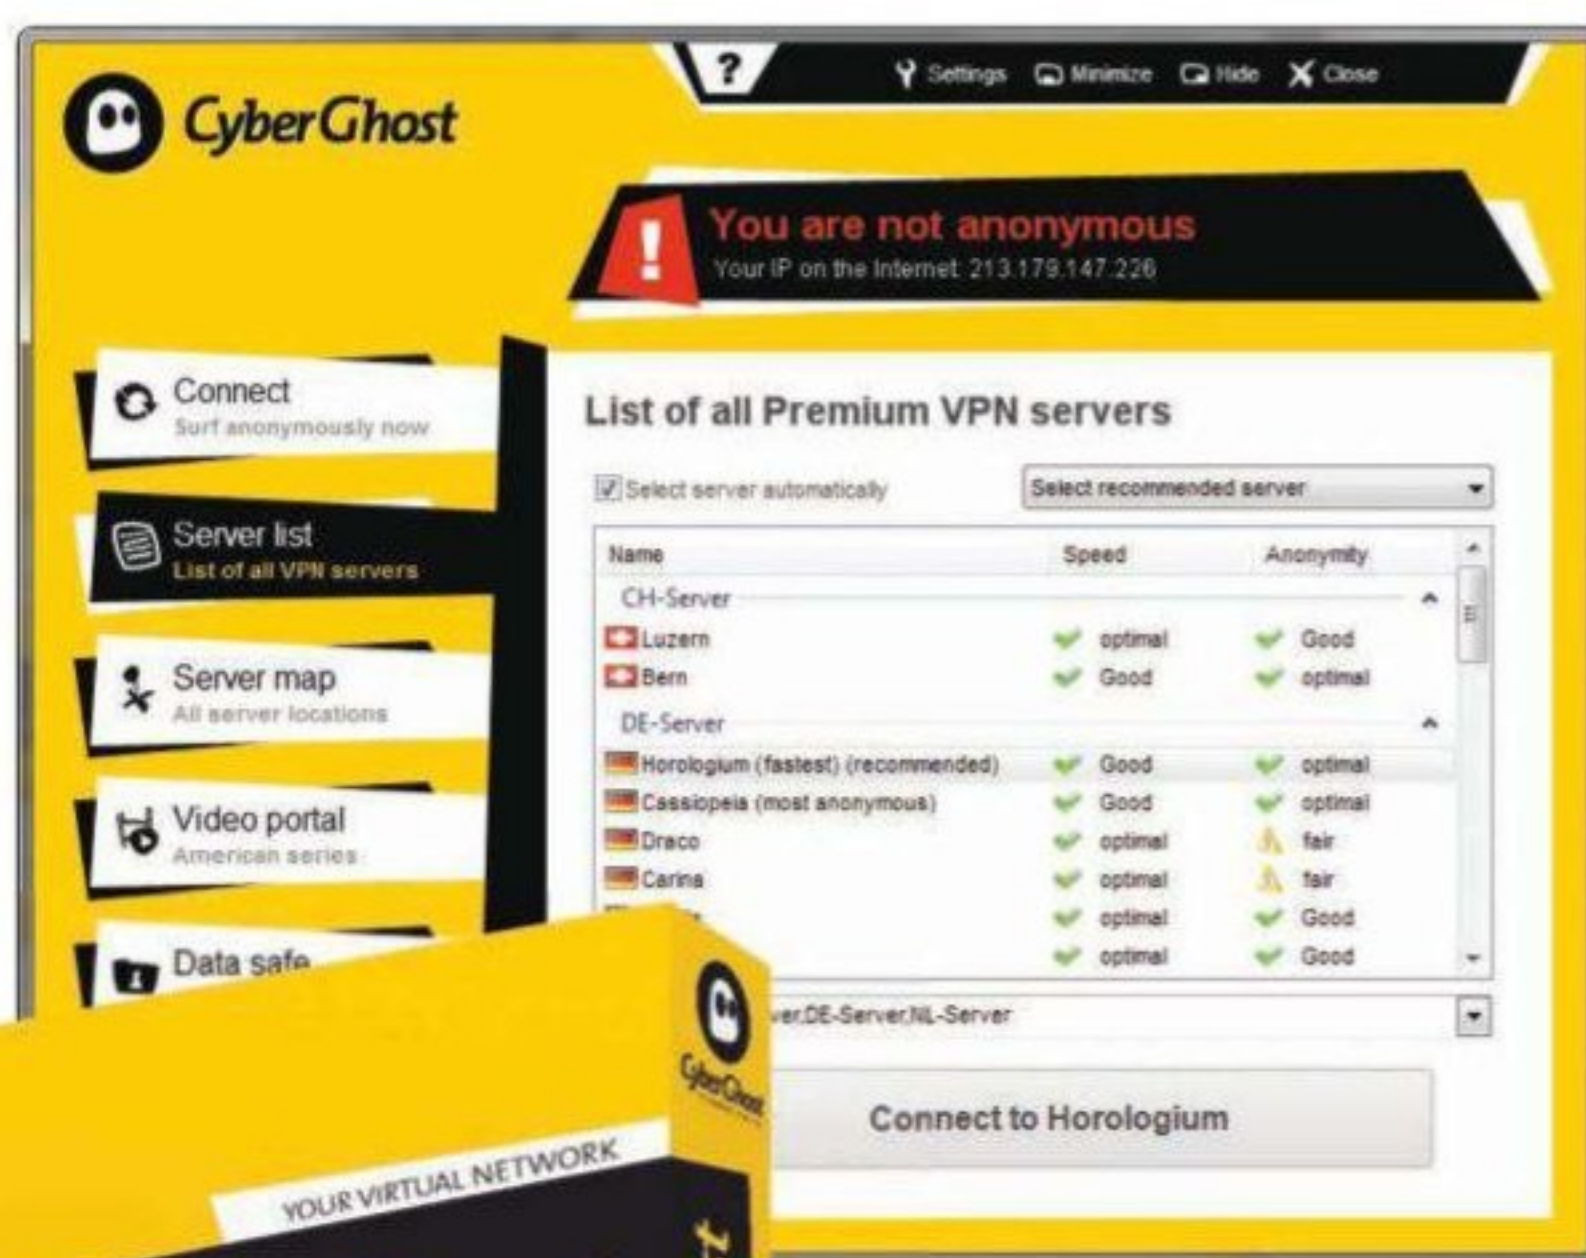 CyberGhost
?
Settings Minimize Hide Close
!
You are not anonymous
Your IP on the Internet: 213.179.147.226
Connect
Surf anonymously now
Server list
List of all VPN servers
Server map
All server locations
Video portal
American series
Data safe
List of all Premium VPN servers
Select server automatically
Select recommended server
Name Speed Anonymity
CH-Server
Luzern optimal Good
Bern Good optimal
DE-Server
Horologium (fastest) (recommended) Good optimal
Cassiopeia (most anonymous) Good optimal
Draco optimal fair
Carina optimal fair
optimal Good
optimal Good
ver,DE-Server,NL-Server
Connect to Horologium
CyberGhost
YOUR VIRTUAL NETWORK
t